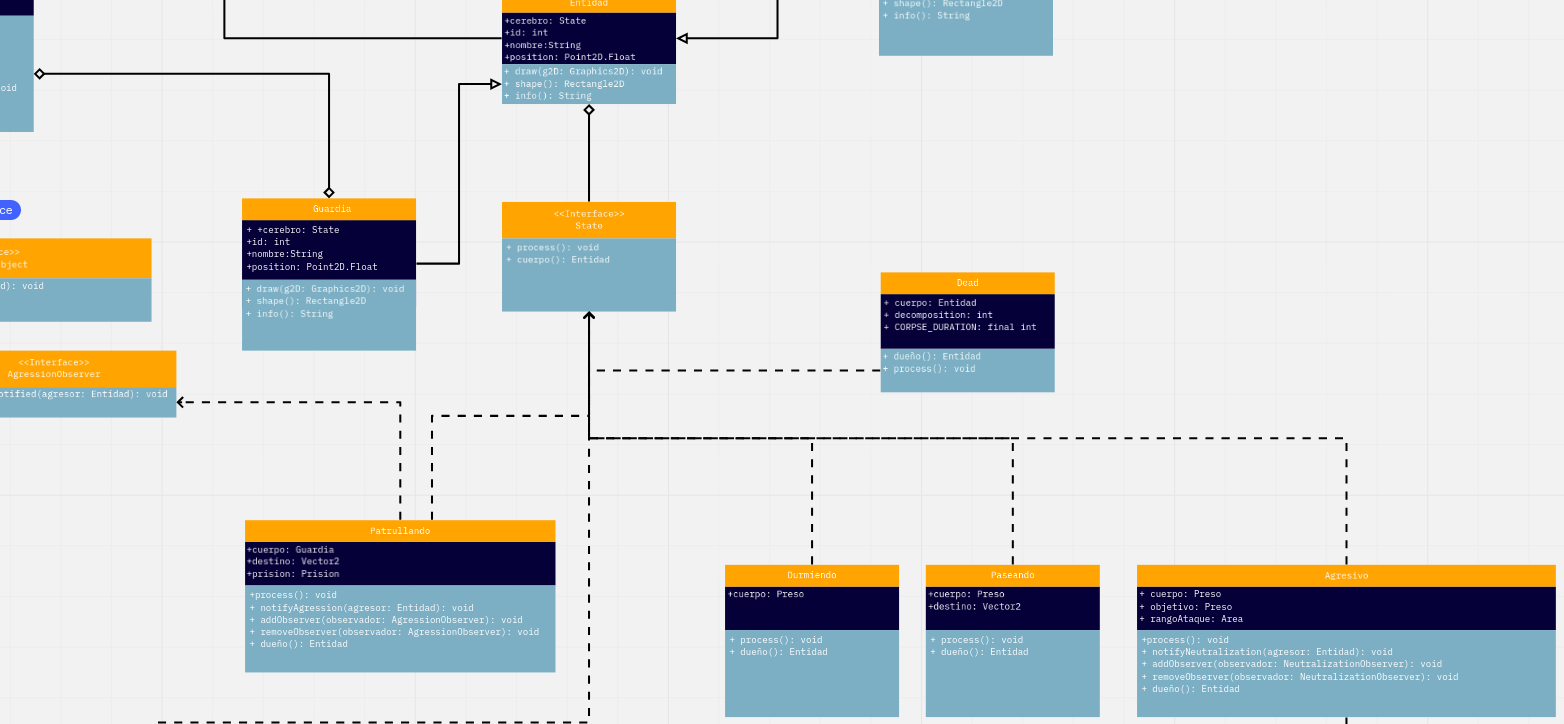 Entidad
+cerebro: State
+id: int
+nombre:String
+position: Point2D.Float
+ draw(g2D: Graphics2D): void
+ shape(): Rectangle2D
+ info(): String
+ shape(): Rectangle2D
+ info(): String
oid
Guardia
+ +cerebro: State
+id: int
+nombre:String
+position: Point2D.Float
+ draw(g2D: Graphics2D): void
+ shape(): Rectangle2D
+ info(): String
<<Interface>>
State
+ process(): void
+ cuerpo(): Entidad
ce
ce>>
bject
d): void
<<Interface>>
AgressionObserver
otified(agresor: Entidad): void
Dead
+ cuerpo: Entidad
+ decomposition: int
+ CORPSE_DURATION: final int
+ dueño(): Entidad
+ process(): void
Patrullando
+cuerpo: Guardia
+destino: Vector2
+prision: Prision
+process(): void
+ notifyAgression(agresor: Entidad): void
+ addObserver(observador: AgressionObserver): void
+ removeObserver(observador: AgressionObserver): void
+ dueño(): Entidad
Durmiendo
+cuerpo: Preso
+ process(): void
+ dueño(): Entidad
Paseando
+cuerpo: Preso
+destino: Vector2
+ process(): void
+ dueño(): Entidad
Agresivo
+ cuerpo: Preso
+ objetivo: Preso
+ rangoAtaque: Area
+process(): void
+ notifyNeutralization(agresor: Entidad): void
+ addObserver(observador: NeutralizationObserver): void
+ removeObserver(observador: NeutralizationObserver): void
+ dueño(): Entidad